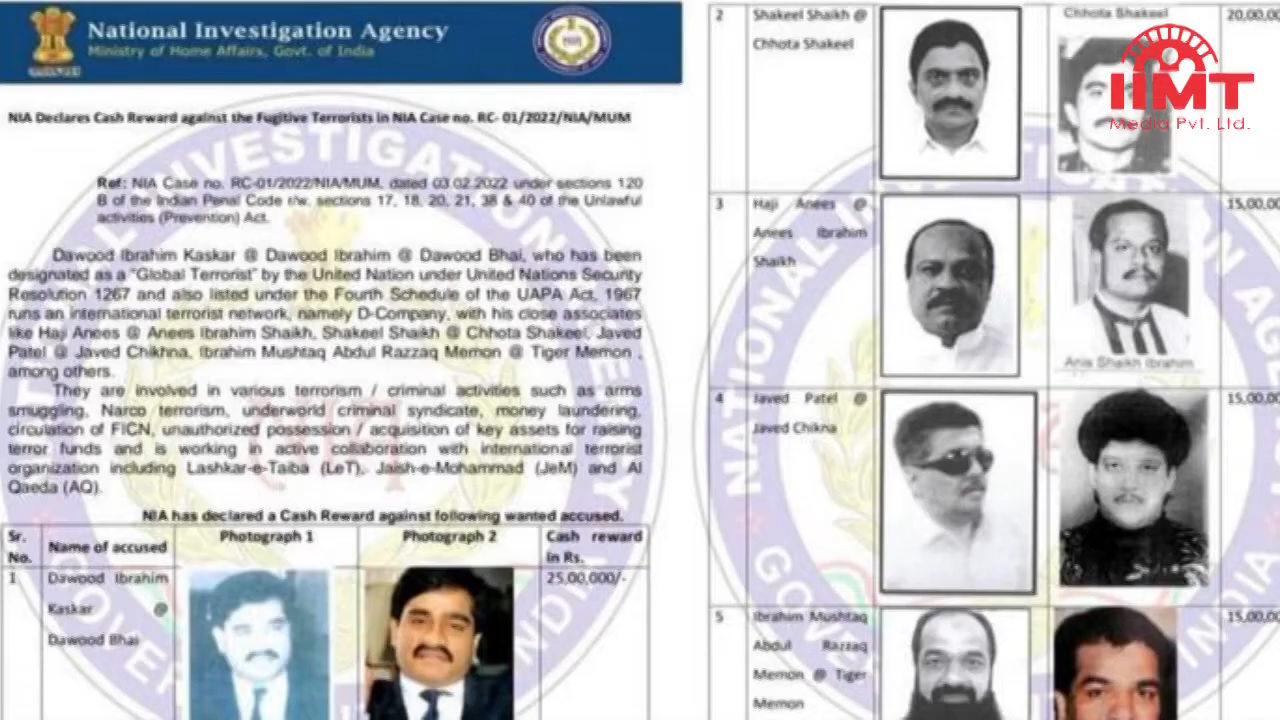 National Investigation Agency
Ministry of Home Affairs, Govt. of India
NIA Declares Cash Reward against the Fugitive Terrorists in NIA Case no. RC- 01/2022/NIA/MUM
Ref: NIA Case no. RC-01/2022/NIA/MUM, dated 03.02.2022 under sections 120
B of the Indian Penal Code r/w. sections 17, 18, 20, 21, 38 & 40 of the Unlawful
activities (Prevention) Act.
Dawood Ibrahim Kaskar @ Dawood Ibrahim @ Dawood Bhai, who has been
designated as a "Global Terrorist" by the United Nation under United Nations Security
Resolution 1267 and also listed under the Fourth Schedule of the UAPA Act, 1967
runs an international terrorist network, namely D-Company, with his close associates
like Haji Anees @ Anees Ibrahim Shaikh, Shakeel Shaikh @ Chhota Shakeel, Javed
Patel @ Javed Chikhna, Ibrahim Mushtaq Abdul Razzaq Memon @ Tiger Memon ,
among others.
They are involved in various terrorism / criminal activities such as arms
smuggling, Narco terrorism, underworld criminal syndicate, money laundering,
circulation of FICN, unauthorized possession / acquisition of key assets for raising
terror funds and is working in active collaboration with international terrorist
organization including Lashkar-e-Taiba (LeT), Jaish-e-Mohammad (JeM) and Al
Qaeda (AQ).
NIA has declared a Cash Reward against following wanted accused.
Sr. No. Name of accused Photograph 1 Photograph 2 Cash reward in Rs.
1 Dawood Ibrahim 25,00,000/-
Kaskar @
Dawood Bhai
2 Shakeel Shaikh @ Chhota Shakeel 20,00,00
Chhota Shakeel
3 Haji Anees @ 15,00,00
Anees Ibrahim
Shaikh
Anis Shaikh Ibrahim
4 Javed Patel @ 15,00,00
Javed Chikna
5 Ibrahim Mushtaq 15,00,00
Abdul Razzaq
Memon @ Tiger
Memon
IIMT
Media Pvt. Ltd.